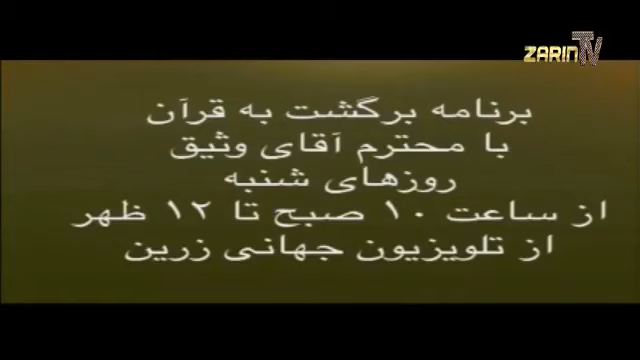 ZARIN TV
برنامه برگشت به قرآن
با محترم آقای وثیق
روزهای شنبه
از ساعت ۱۰ صبح تا ۱۲ ظهر
از تلویزیون جهانی زرین